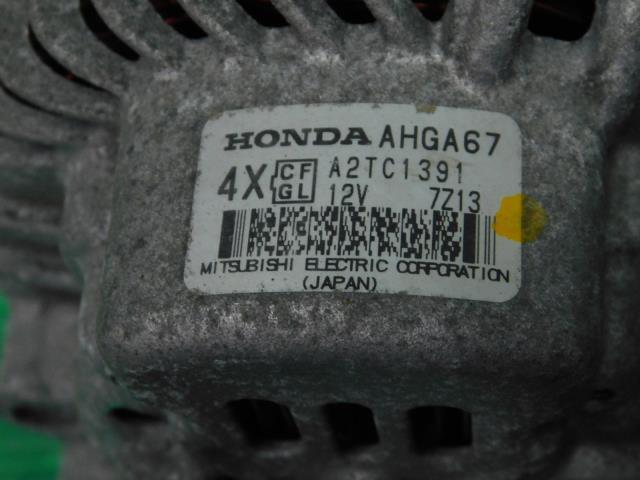 HONDA AHGA67
4X CF GL A2TC1391
12V 7Z13
MITSUBISHI ELECTRIC CORPORATION
(JAPAN)